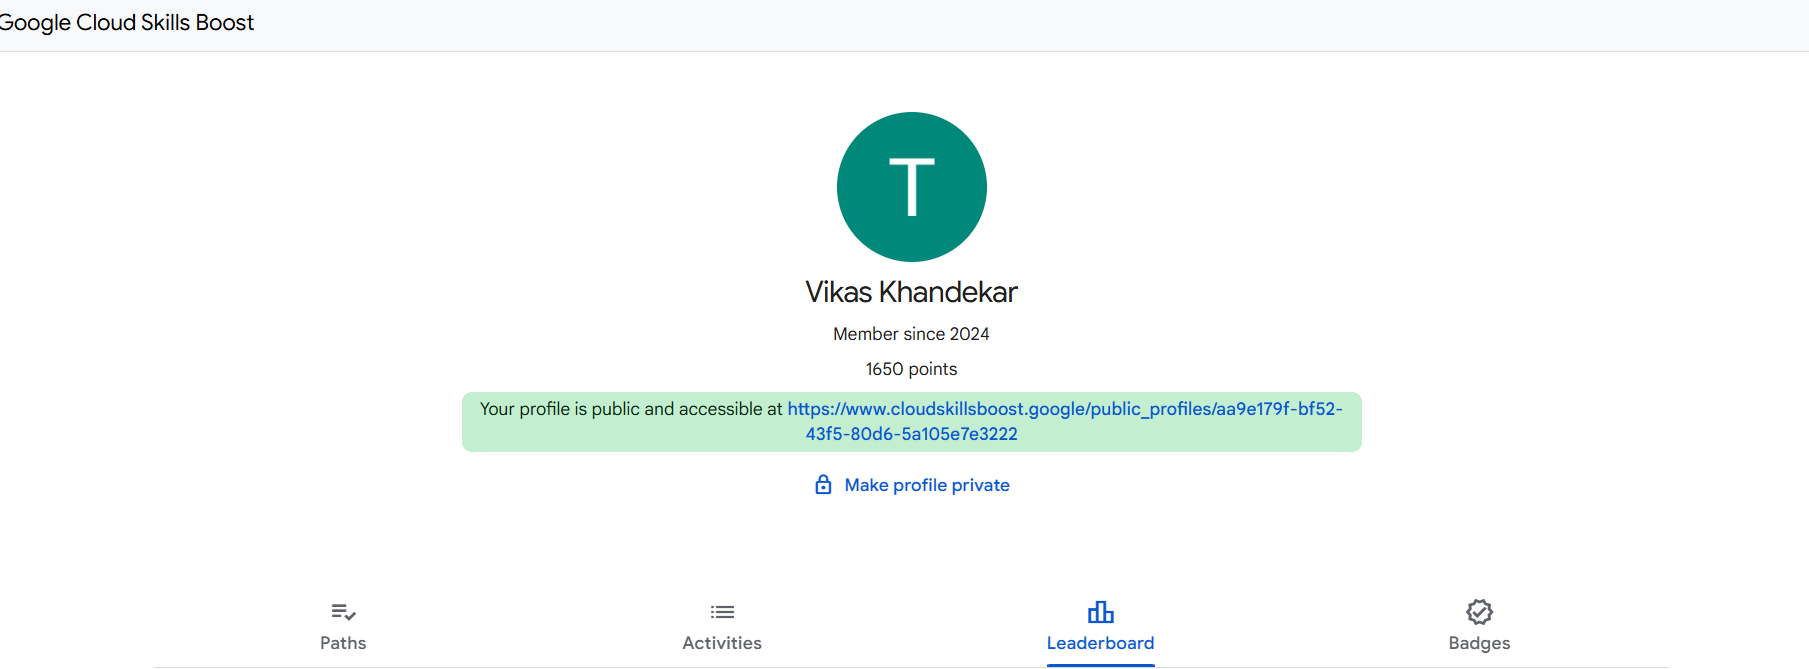 Google Cloud Skills Boost
T
Vikas Khandekar
Member since 2024
1650 points
Your profile is public and accessible at https://www.cloudskillsboost.google/public_profiles/aa9e179f-bf52-
43f5-80d6-5a105e7e3222
Make profile private
Paths Activities Leaderboard Badges